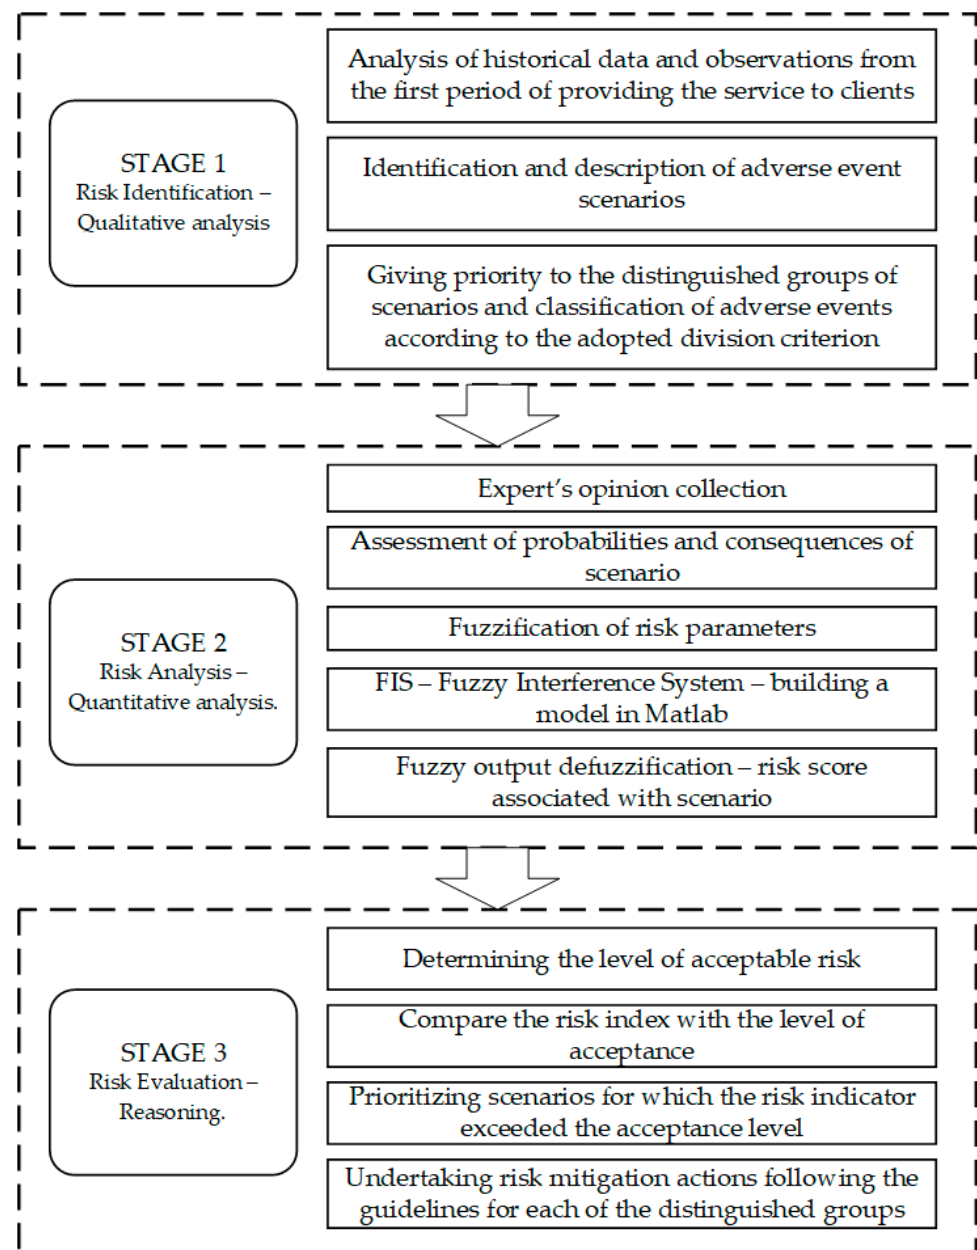 STAGE 1
Risk Identification –
Qualitative analysis
Analysis of historical data and observations from
the first period of providing the service to clients
Identification and description of adverse event
scenarios
Giving priority to the distinguished groups of
scenarios and classification of adverse events
according to the adopted division criterion
STAGE 2
Risk Analysis –
Quantitative analysis.
Expert’s opinion collection
Assessment of probabilities and consequences of
scenario
Fuzzification of risk parameters
FIS – Fuzzy Interference System – building a
model in Matlab
Fuzzy output defuzzification – risk score
associated with scenario
STAGE 3
Risk Evaluation –
Reasoning.
Determining the level of acceptable risk
Compare the risk index with the level of
acceptance
Prioritizing scenarios for which the risk indicator
exceeded the acceptance level
Undertaking risk mitigation actions following the
guidelines for each of the distinguished groups